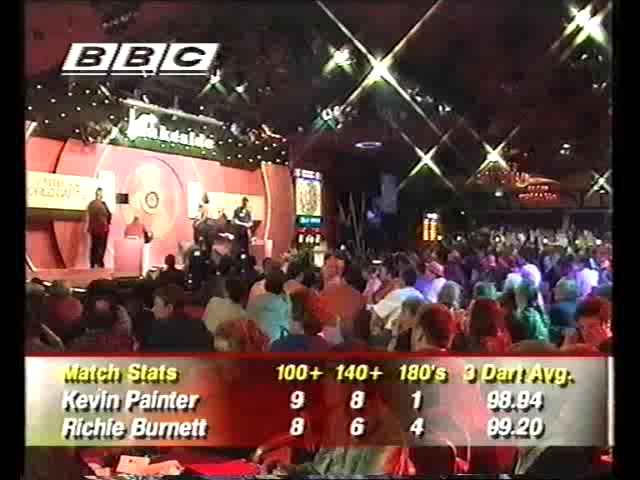 BBC
Lakeside
Match Stats 100+ 140+ 180's 3 Dart Avg.
Kevin Painter 9 8 1 98.94
Richie Burnett 8 6 4 99.20